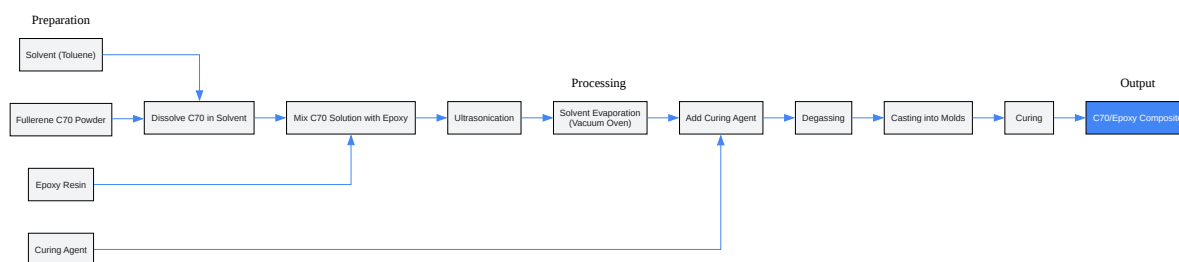 Preparation
Solvent (Toluene)
Processing
Output
Fullerene C70 Powder
Dissolve C70 in Solvent
Mix C70 Solution with Epoxy
Ultrasonication
Solvent Evaporation
(Vacuum Oven)
Add Curing Agent
Degassing
Casting into Molds
Curing
C70/Epoxy Composite
Epoxy Resin
Curing Agent